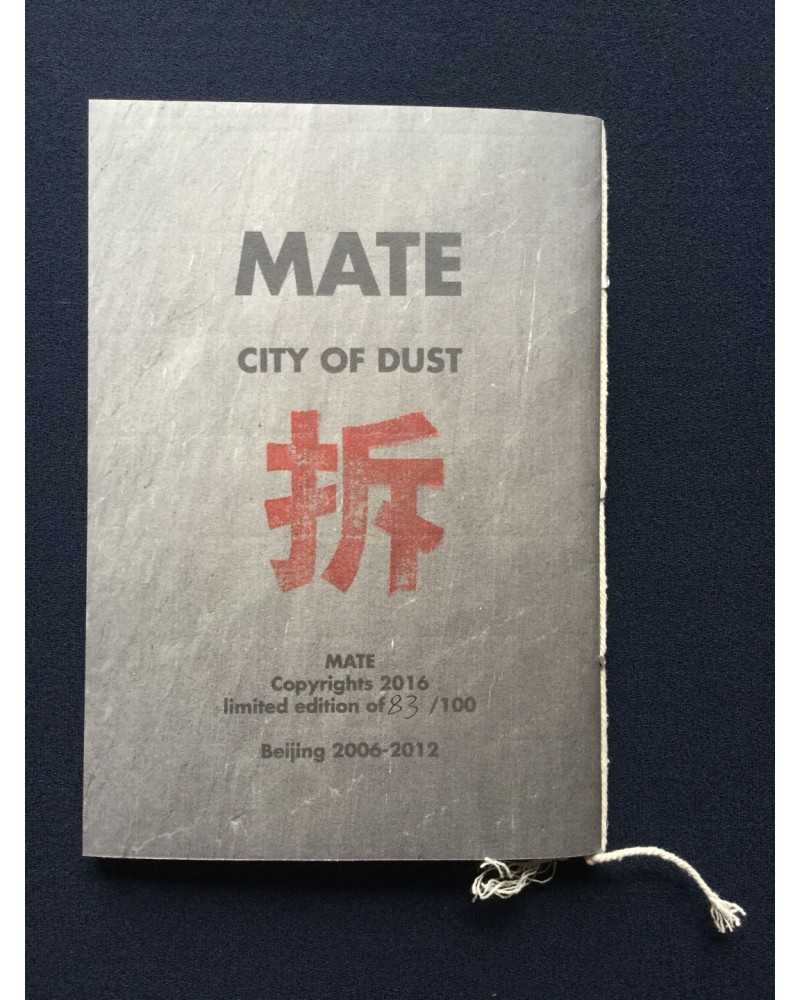 MATE
CITY OF DUST
拆
MATE
Copyrights 2016
limited edition of 83 /100
Beijing 2006-2012